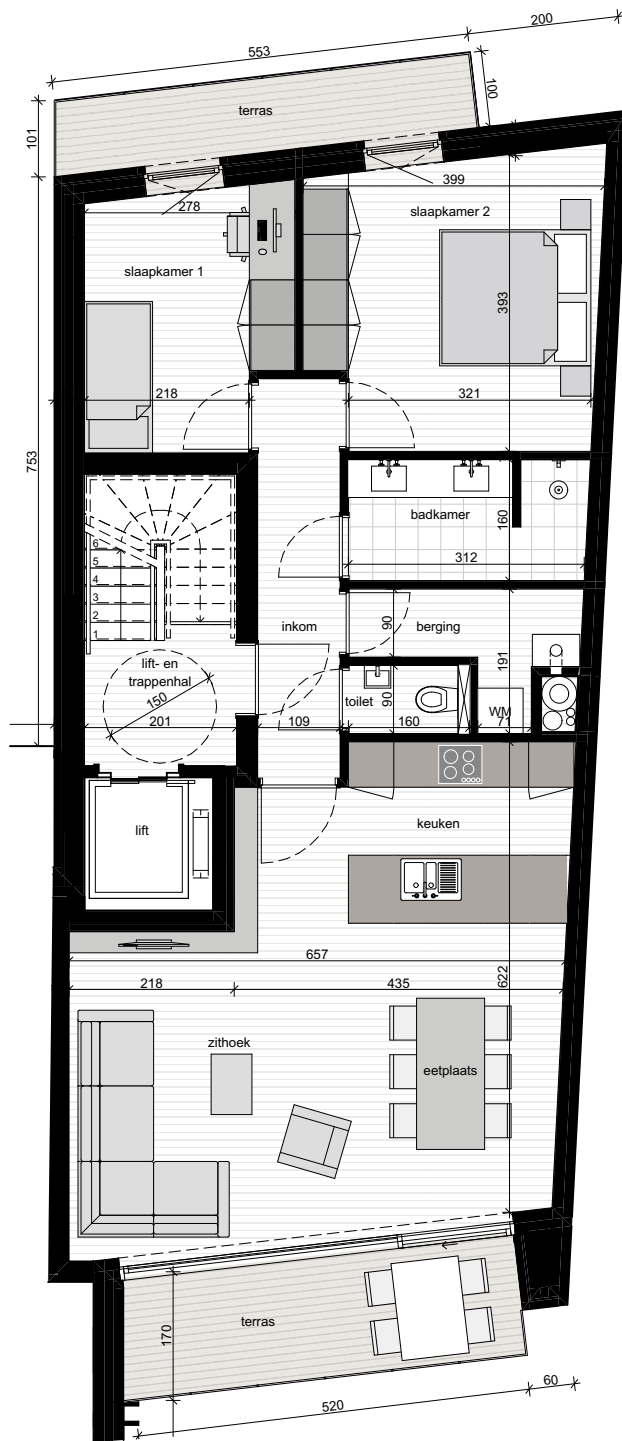 200
553
100
terras
101
399
278
slaapkamer 2
slaapkamer 1
393
218
321
753
badkamer
160
312
6
5
4
3
2
1
inkom
90
berging
191
lift- en
trappenhal
150
toilet
90
WM
201
109
160
71
lift
keuken
657
218
435
622
zithoek
eetplaats
170
terras
520
60